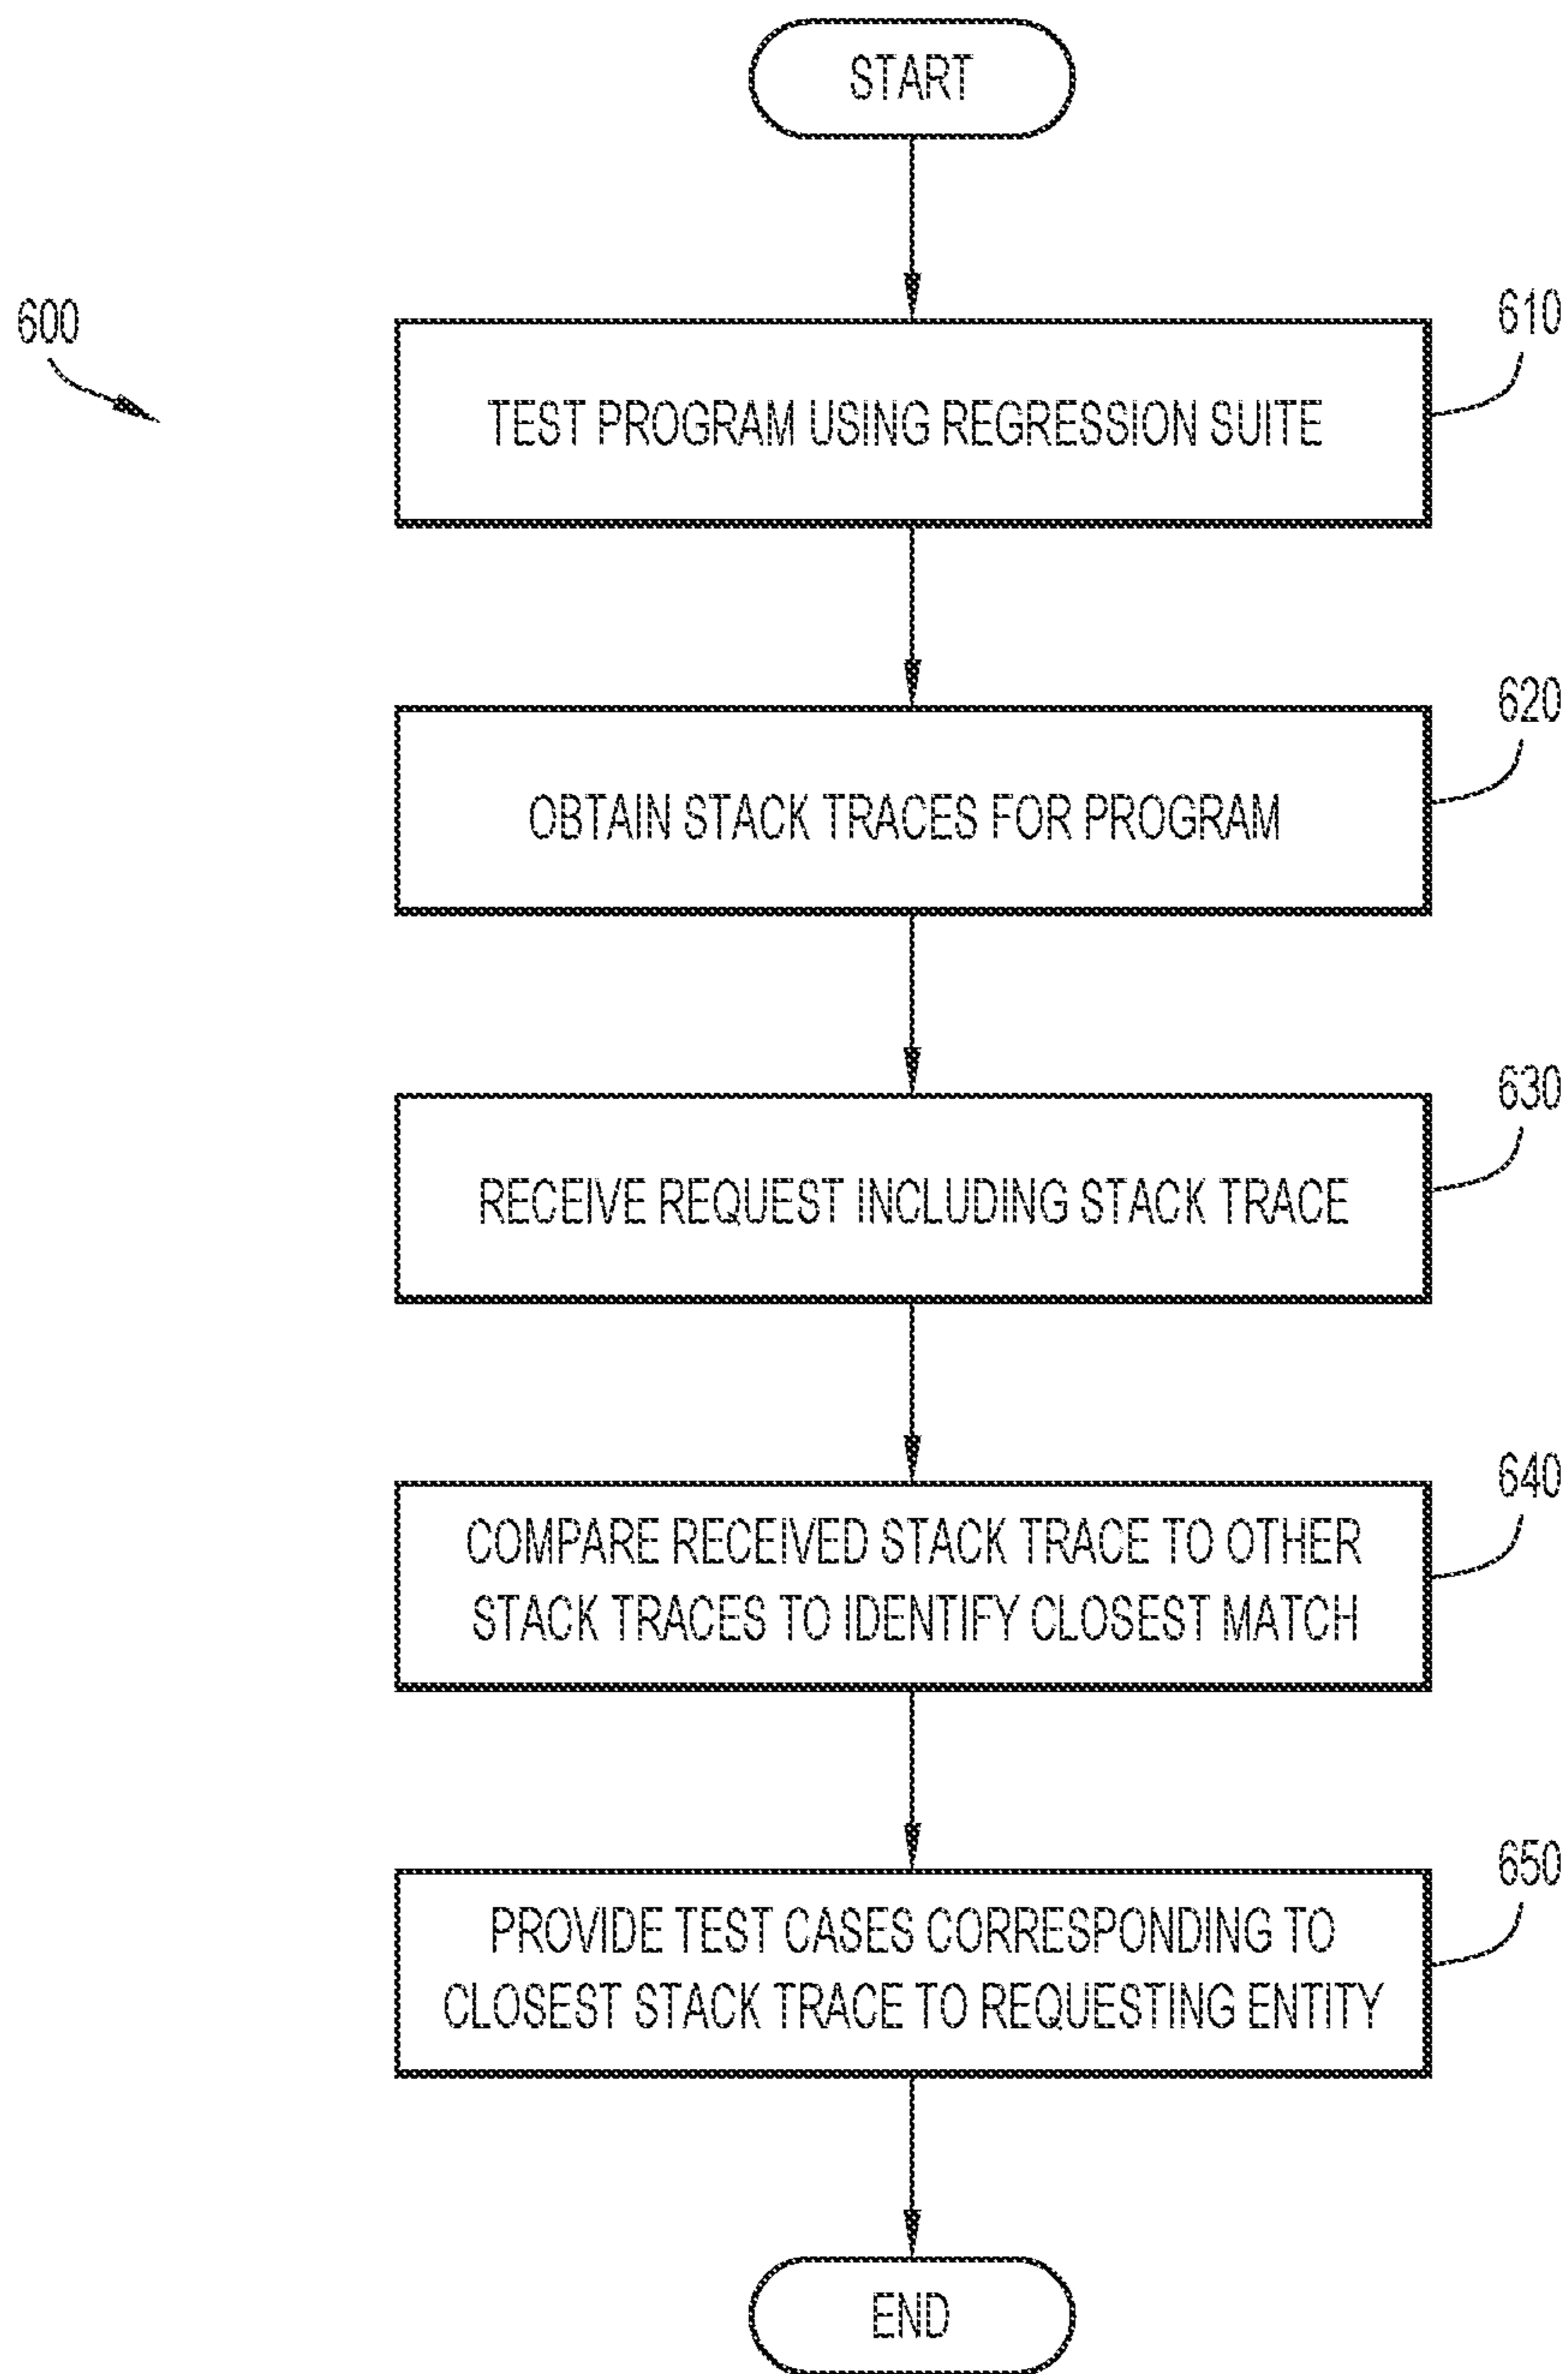 START
600
610
TEST PROGRAM USING REGRESSION SUITE
620
OBTAIN STACK TRACES FOR PROGRAM
630
RECEIVE REQUEST INCLUDING STACK TRACE
640
COMPARE RECEIVED STACK TRACE TO OTHER
STACK TRACES TO IDENTIFY CLOSEST MATCH
650
PROVIDE TEST CASES CORRESPONDING TO
CLOSEST STACK TRACE TO REQUESTING ENTITY
END